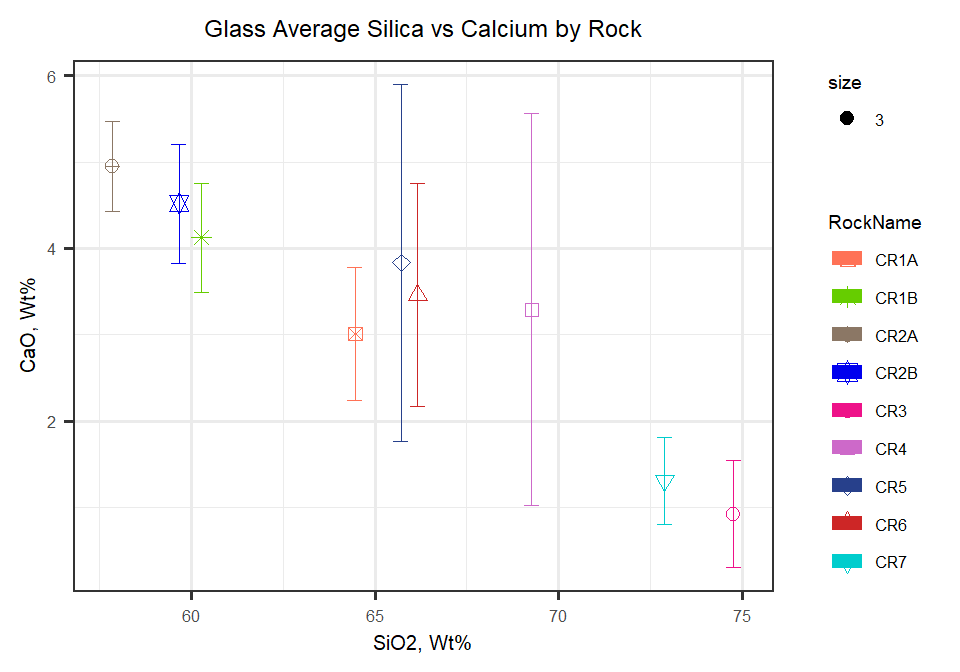 Glass Average Silica vs Calcium by Rock
6
4
2
CaO, Wt%
60
65
70
75
SiO2, Wt%
size
3
RockName
CR1A
CR1B
CR2A
CR2B
CR3
CR4
CR5
CR6
CR7